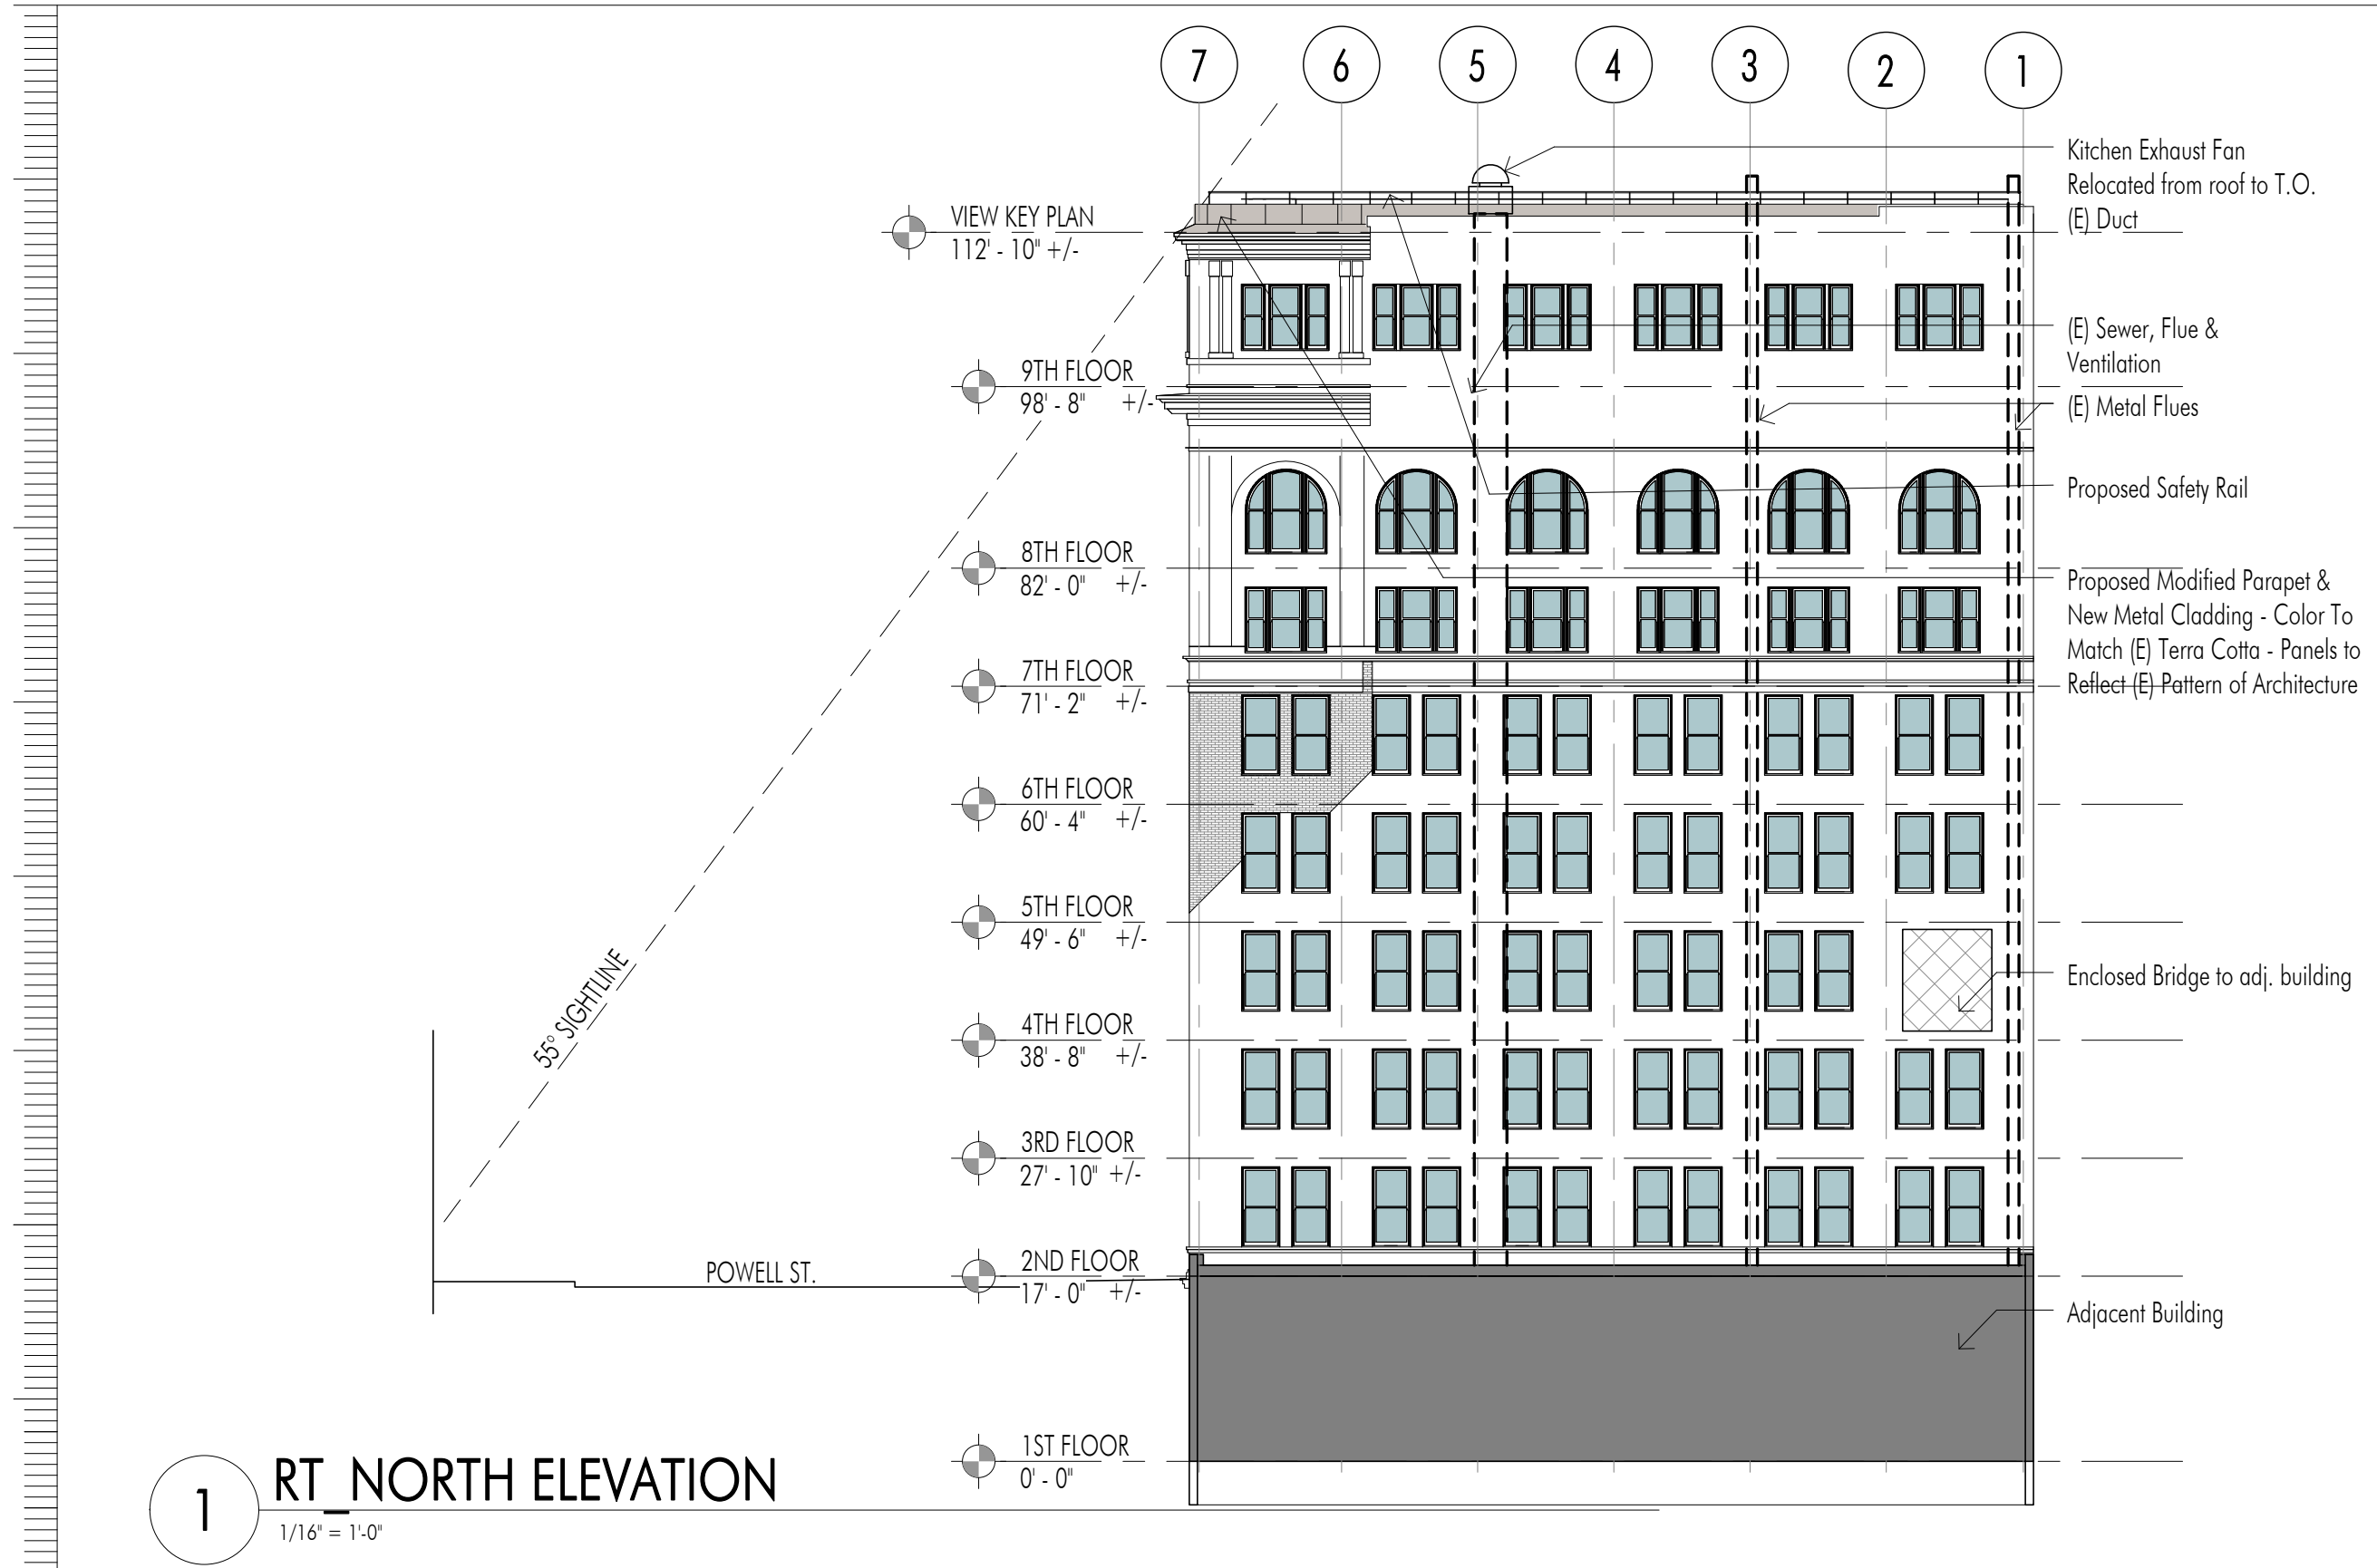 7 6 5 4 3 2 1
Kitchen Exhaust Fan
Relocated from roof to T.O.
(E) Duct
VIEW KEY PLAN
112' - 10" +/-
(E) Sewer, Flue &
Ventilation
9TH FLOOR
98' - 8" +/-
(E) Metal Flues
Proposed Safety Rail
8TH FLOOR
82' - 0" +/-
Proposed Modified Parapet &
New Metal Cladding - Color To
Match (E) Terra Cotta - Panels to
Reflect (E) Pattern of Architecture
7TH FLOOR
71' - 2" +/-
6TH FLOOR
60' - 4" +/-
5TH FLOOR
49' - 6" +/-
55° SIGHTLINE
Enclosed Bridge to adj. building
4TH FLOOR
38' - 8" +/-
3RD FLOOR
27' - 10" +/-
POWELL ST.
2ND FLOOR
17' - 0" +/-
Adjacent Building
1ST FLOOR
0' - 0"
1
RT_NORTH ELEVATION
1/16" = 1'-0"